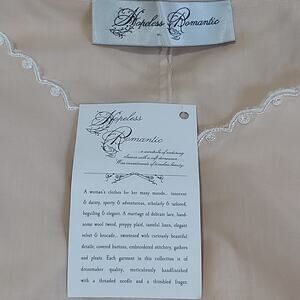 Hopeless Romantic
Hopeless
Romantic
A woman's clothes for her many moods... innocent
& dainty, sporty & adventurous, scholarly & tailored,
beguiling & elegant. A marriage of delicate lace, hand-
some wool tweed, preppy plaid, tasteful linen, elegant
velvet & brocade... sweetened with curiously beautiful
details; covered buttons, embroidered stitchery, gathers
and pleats. Each garment in this collection is of
dressmaker quality, meticulously handfinished
with a threaded needle and a thimbled finger.